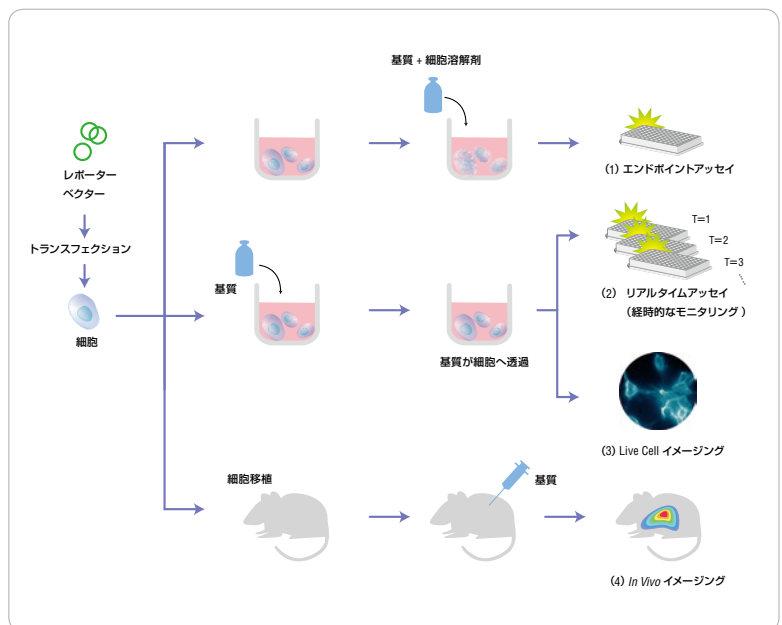 基質 + 細胞溶解剤
レポーター
ベクター
トランスフェクション
細胞
(1) エンドポイントアッセイ
基質
基質が細胞へ透過
T=1
T=2
T=3
(2) リアルタイムアッセイ
(経時的なモニタリング)
(3) Live Cell イメージング
細胞移植
基質
(4) In Vivo イメージング